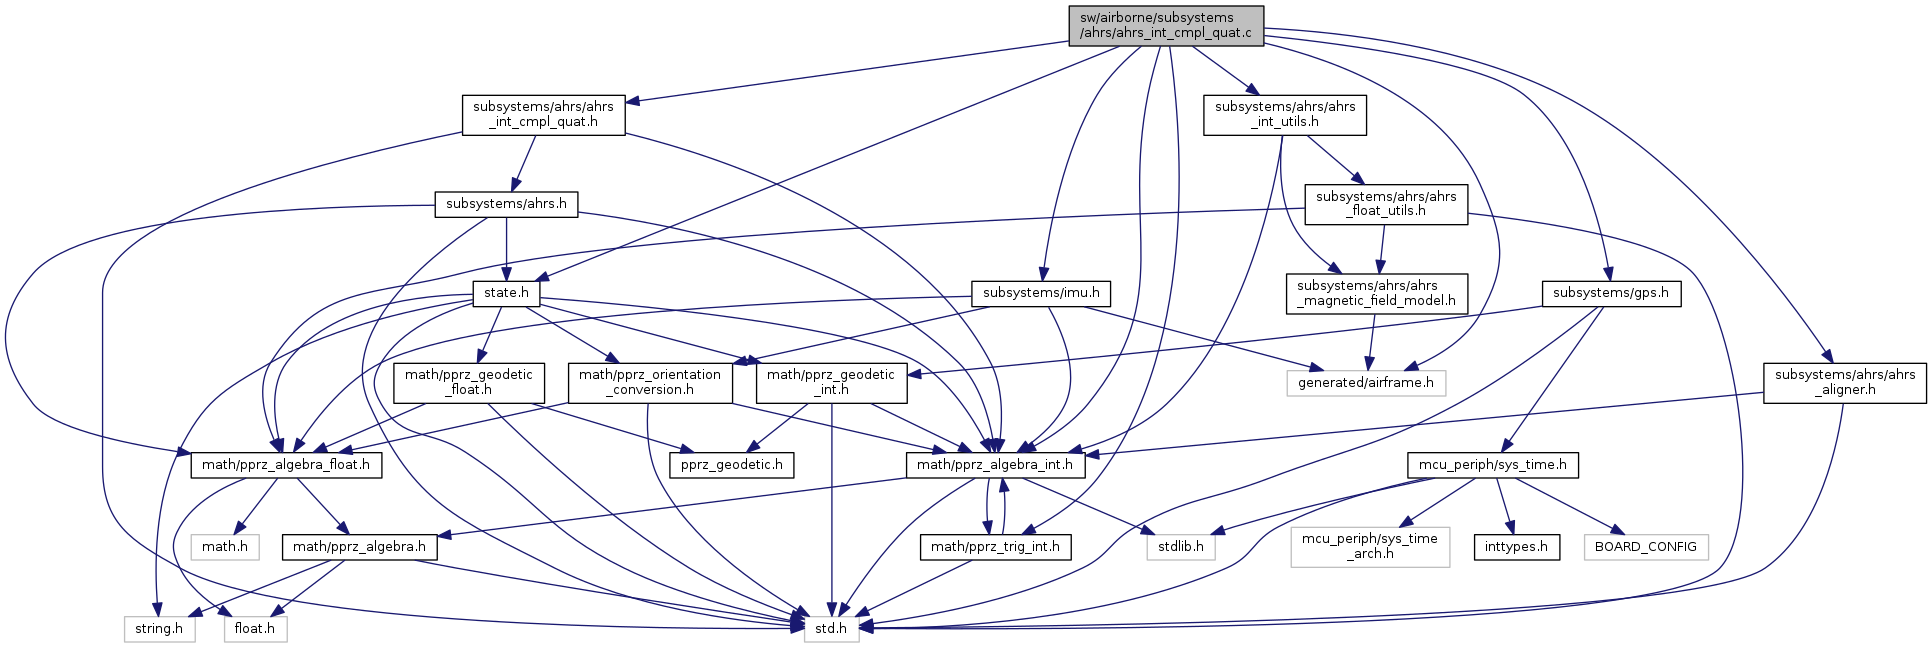 sw/airborne/subsystems
/ahrs/ahrs_int_cmpl_quat.c
subsystems/ahrs/ahrs
_int_cmpl_quat.h
subsystems/ahrs/ahrs
_int_utils.h
subsystems/ahrs.h
subsystems/ahrs/ahrs
_float_utils.h
state.h
subsystems/imu.h
subsystems/ahrs/ahrs
_magnetic_field_model.h
subsystems/gps.h
math/pprz_geodetic
_float.h
math/pprz_orientation
_conversion.h
math/pprz_geodetic
_int.h
generated/airframe.h
subsystems/ahrs/ahrs
_aligner.h
math/pprz_algebra_float.h
pprz_geodetic.h
math/pprz_algebra_int.h
mcu_periph/sys_time.h
math.h
math/pprz_algebra.h
math/pprz_trig_int.h
stdlib.h
mcu_periph/sys_time
_arch.h
inttypes.h
BOARD_CONFIG
string.h
float.h
std.h